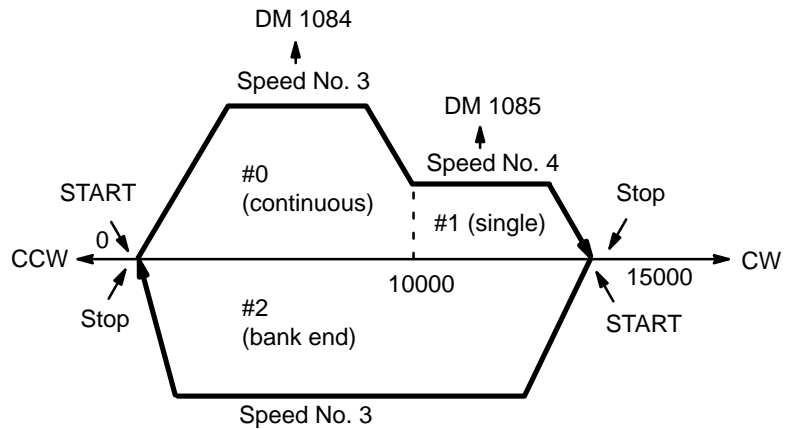 DM 1084
Speed No. 3
DM 1085
Speed No. 4
#0
(continuous)
START
Stop
#1 (single)
0
CCW
CW
10000
15000
Stop
#2
(bank end)
START
Speed No. 3